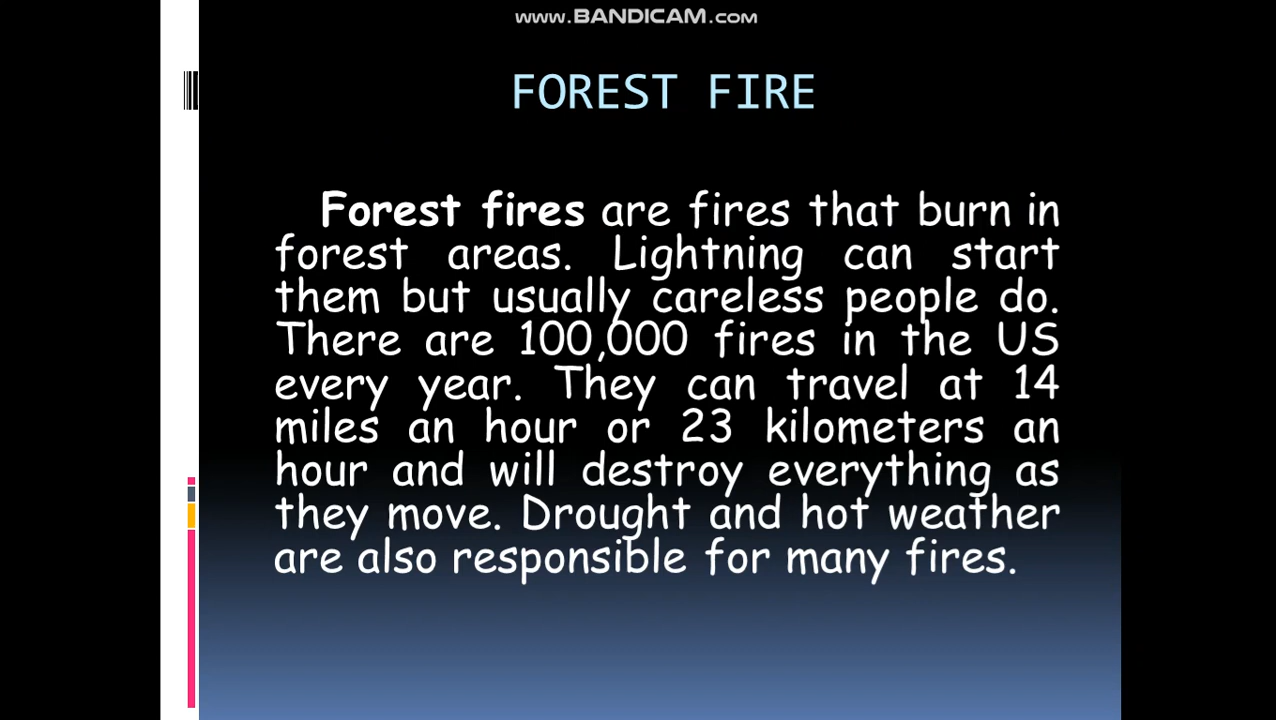 www.BANDICAM.com
FOREST FIRE
Forest fires are fires that burn in
forest areas. Lightning can start
them but usually careless people do.
There are 100,000 fires in the US
every year. They can travel at 14
miles an hour or 23 kilometers an
hour and will destroy everything as
they move. Drought and hot weather
are also responsible for many fires.